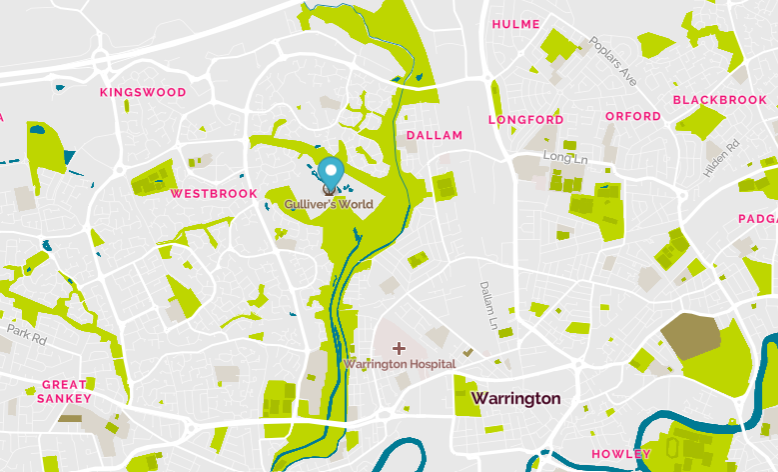 HULME
Poplars Ave
KINGSWOOD
BLACKBROOK
A
LONGFORD
ORFORD
DALLAM
Long Ln
Hilden Rd
WESTBROOK
Gulliver's World
PADGA
Dallam Ln
Park Rd
Warrington Hospital
GREAT
SANKEY
Warrington
HOWLEY